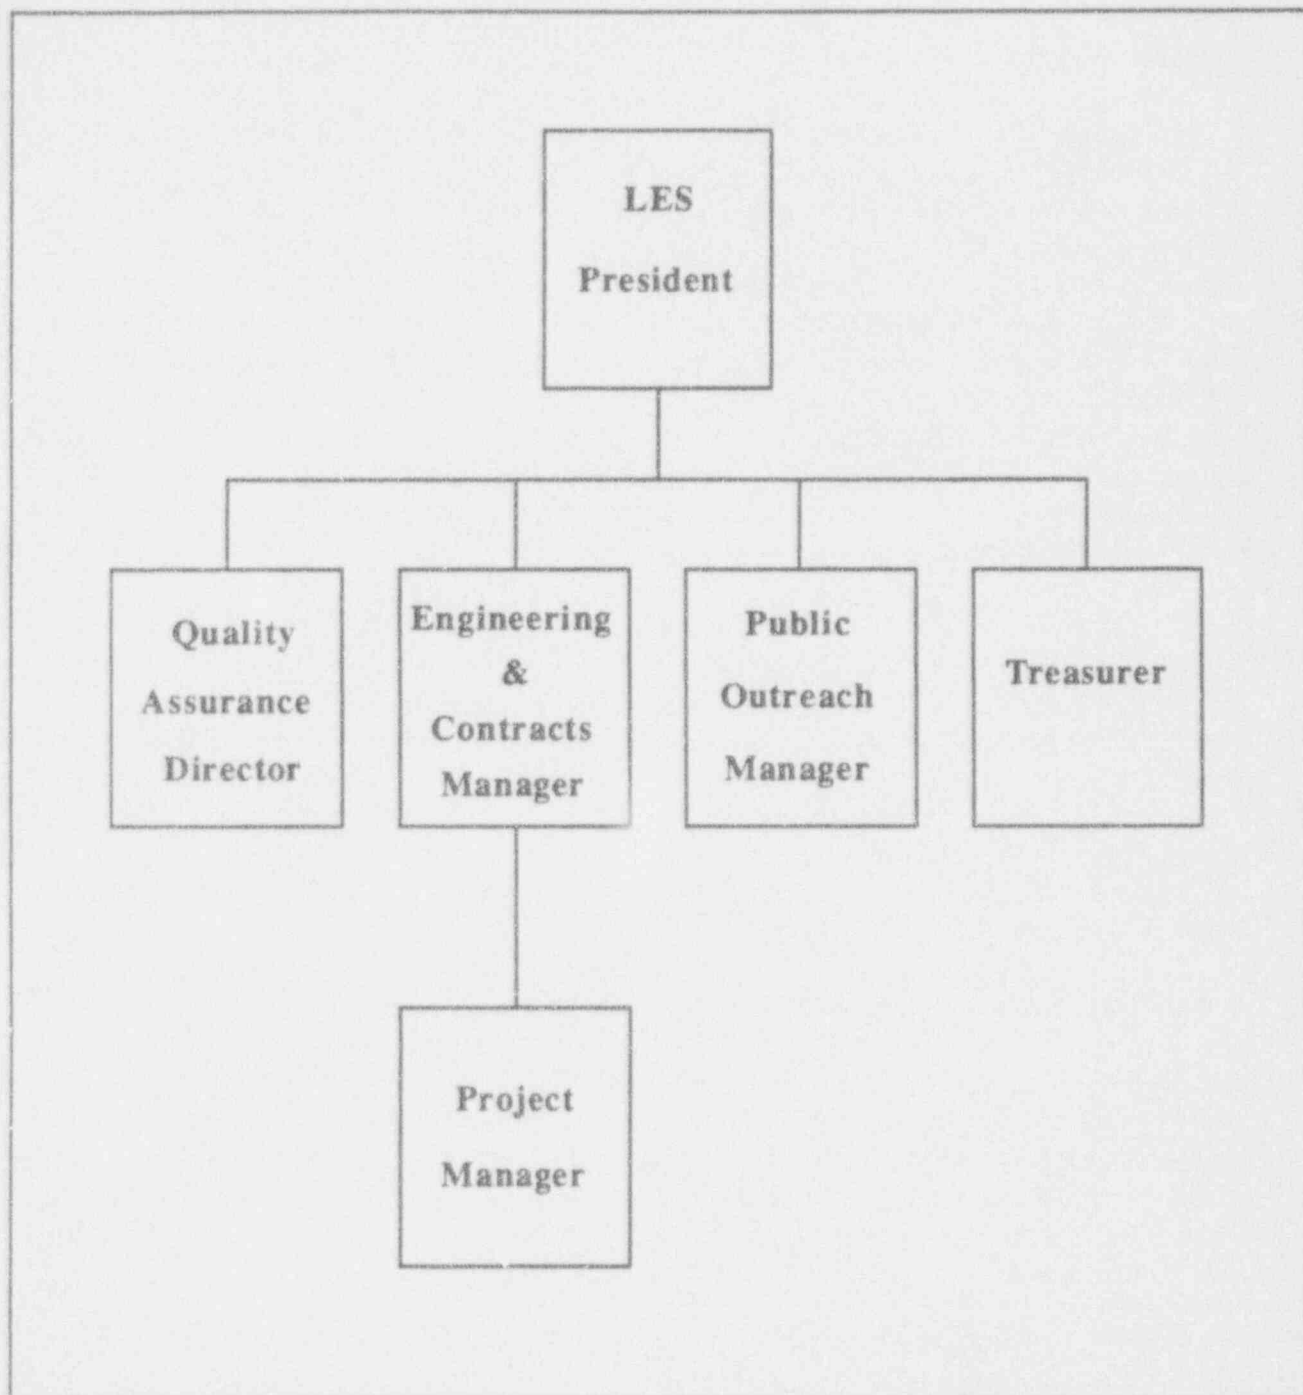 LES
President
Quality
Assurance
Director
Engineering
&
Contracts
Manager
Public
Outreach
Manager
Treasurer
Project
Manager